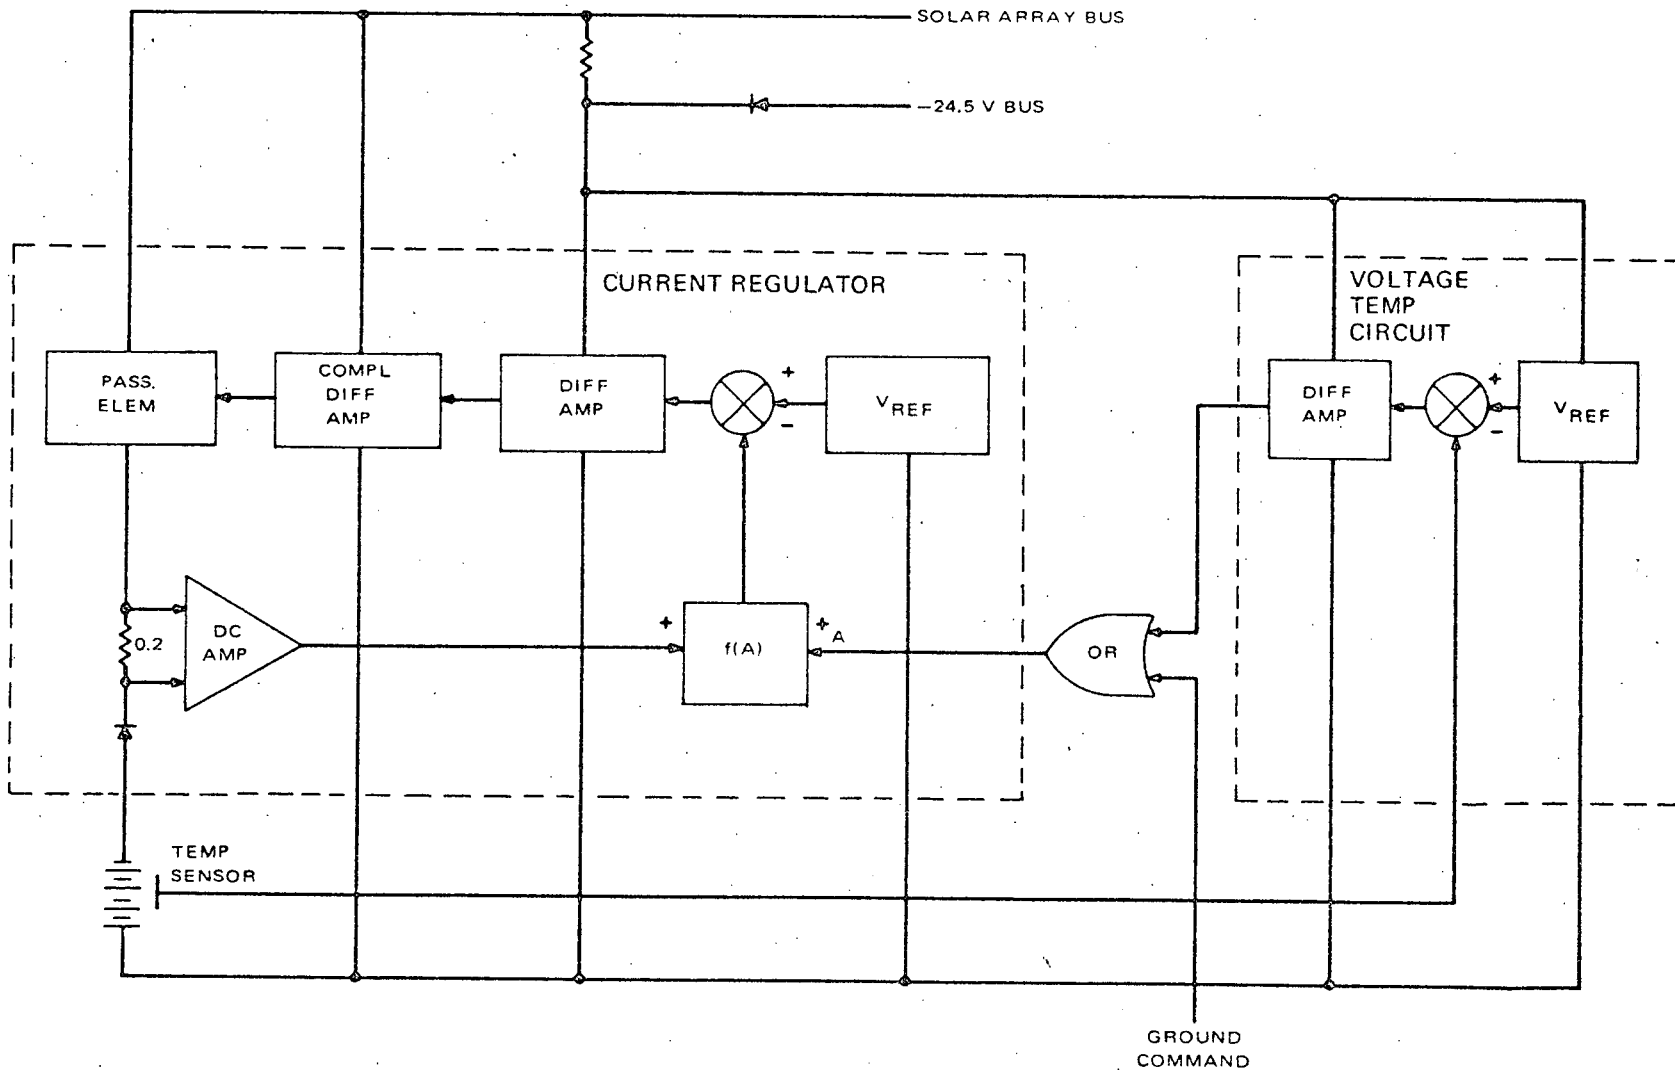 SOLAR ARRAY BUS
−24.5 V BUS
CURRENT REGULATOR
VOLTAGE
TEMP
CIRCUIT
PASS.
ELEM
COMPL
DIFF
AMP
DIFF
AMP
+
−
VREF
DIFF
AMP
+
−
VREF
0.2
DC
AMP
+
f(A)
+
A
OR
TEMP
SENSOR
GROUND
COMMAND